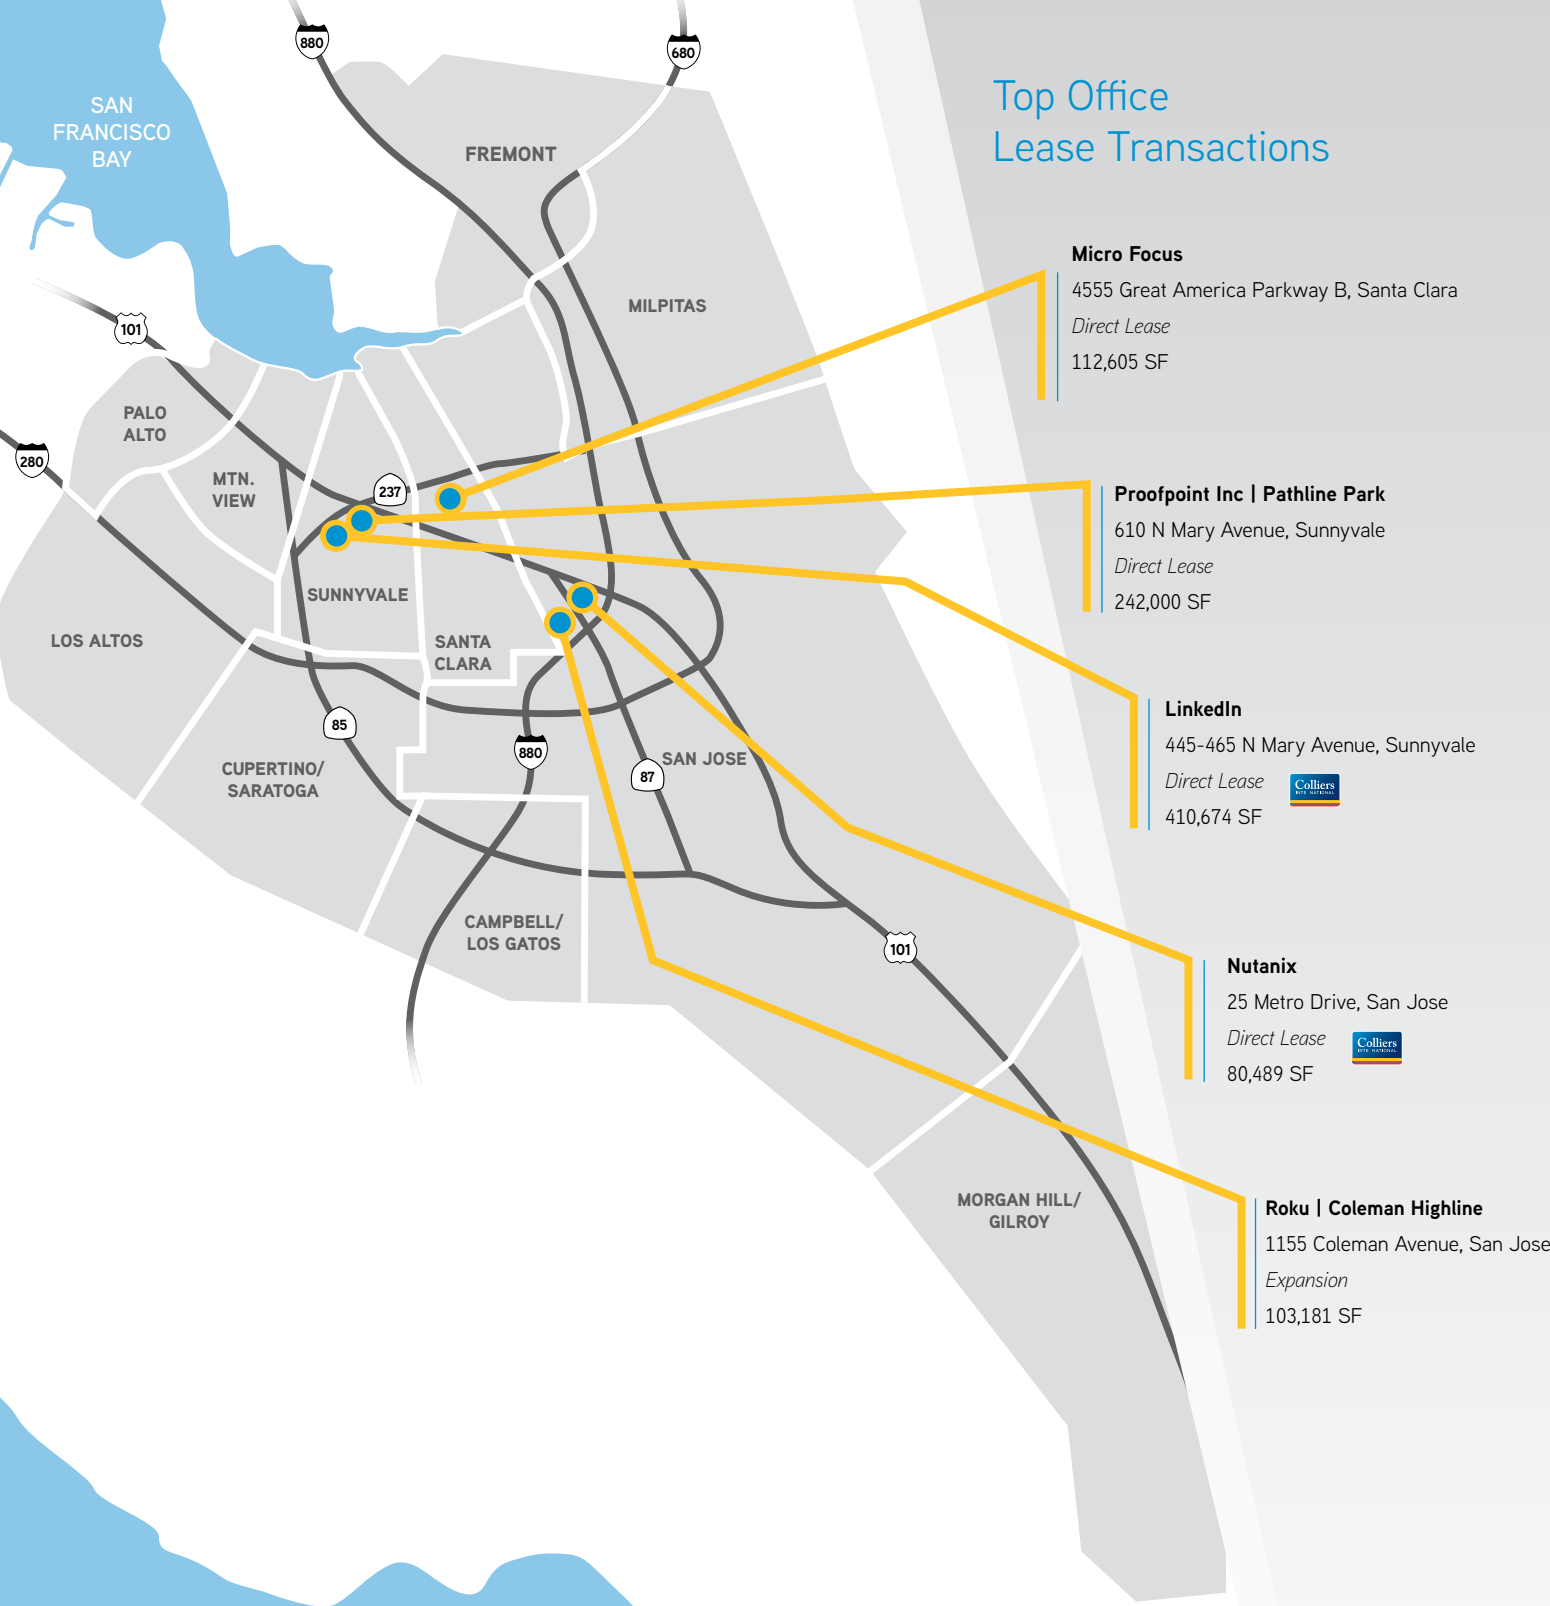 880
680
SAN
FRANCISCO
BAY
FREMONT
MILPITAS
101
PALO
ALTO
280
MTN.
VIEW
237
SUNNYVALE
LOS ALTOS
SANTA
CLARA
85
880
87
SAN JOSE
CUPERTINO/
SARATOGA
CAMPBELL/
LOS GATOS
101
MORGAN HILL/
GILROY
Top Office
Lease Transactions
Micro Focus
4555 Great America Parkway B, Santa Clara
Direct Lease
112,605 SF
Proofpoint Inc | Pathline Park
610 N Mary Avenue, Sunnyvale
Direct Lease
242,000 SF
LinkedIn
445-465 N Mary Avenue, Sunnyvale
Direct Lease
Colliers
INTERNATIONAL
410,674 SF
Nutanix
25 Metro Drive, San Jose
Direct Lease
Colliers
INTERNATIONAL
80,489 SF
Roku | Coleman Highline
1155 Coleman Avenue, San Jose
Expansion
103,181 SF